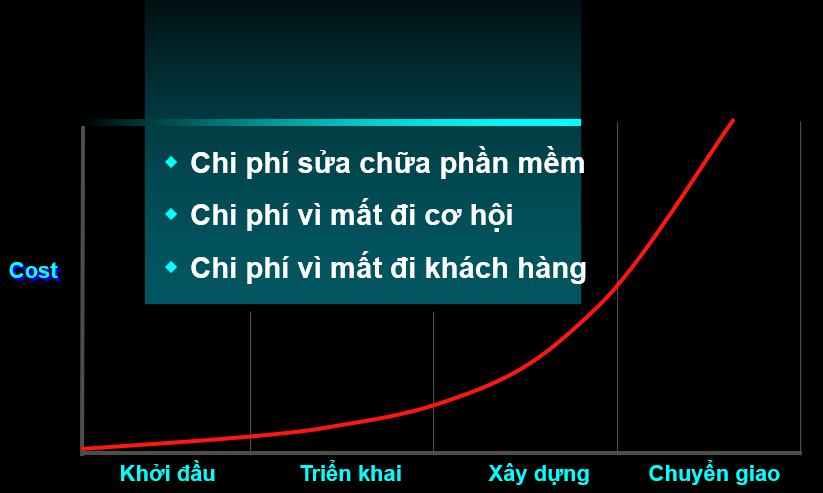 Chi phí sửa chữa phần mềm
Chi phí vì mất đi cơ hội
Chi phí vì mất đi khách hàng
Cost
Khởi đầu
Triển khai
Xây dựng
Chuyển giao